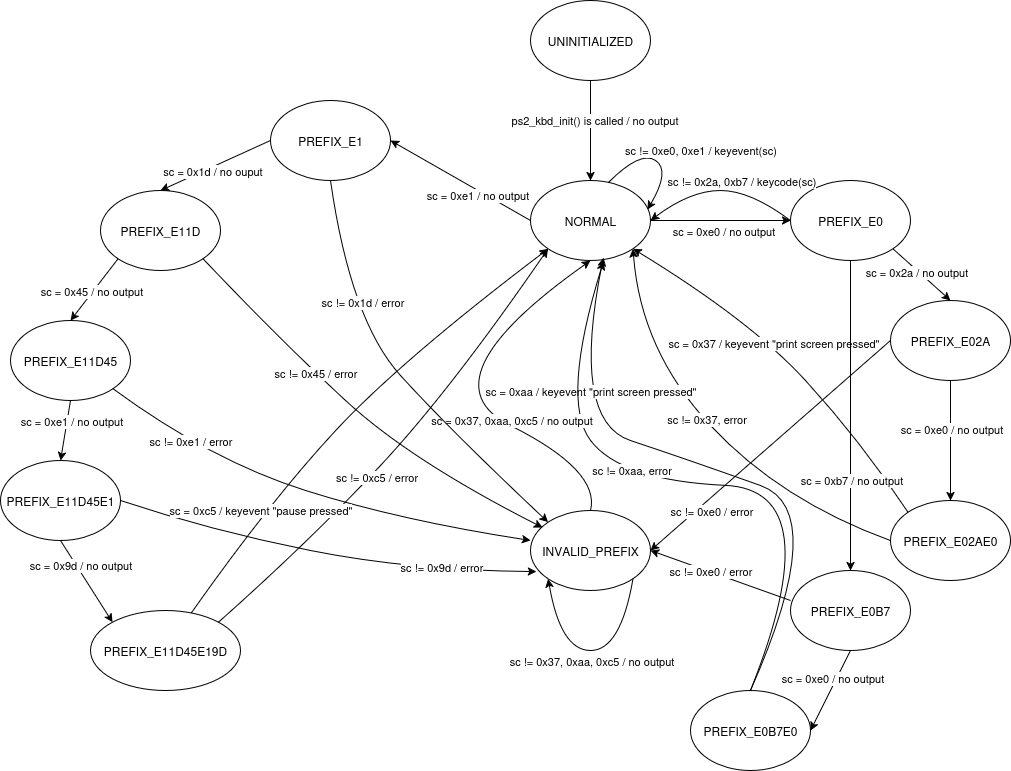 UNINITIALIZED
ps2_kbd_init() is called / no output
PREFIX_E1
sc != 0xe0, 0xe1 / keyevent(sc)
sc = 0x1d / no ouput
sc != 0x2a, 0xb7 / keycode(sc)
sc = 0xe1 / no output
NORMAL
PREFIX_E0
PREFIX_E11D
sc = 0xe0 / no output
sc = 0x2a / no output
sc = 0x45 / no output
sc != 0x1d / error
PREFIX_E02A
sc = 0x37 / keyevent "print screen pressed"
PREFIX_E11D45
sc != 0x45 / error
sc = 0xaa / keyevent "print screen pressed"
sc = 0xe1 / no output
sc = 0x37, 0xaa, 0xc5 / no output
sc != 0x37, error
sc = 0xe0 / no output
sc != 0xe1 / error
sc != 0xaa, error
sc != 0xc5 / error
sc = 0xb7 / no output
PREFIX_E11D45E1
sc = 0xc5 / keyevent "pause pressed"
sc != 0xe0 / error
PREFIX_E02AE0
INVALID_PREFIX
sc = 0x9d / no output
sc != 0x9d / error
sc != 0xe0 / error
PREFIX_E0B7
PREFIX_E11D45E19D
sc != 0x37, 0xaa, 0xc5 / no output
sc = 0xe0 / no output
PREFIX_E0B7E0